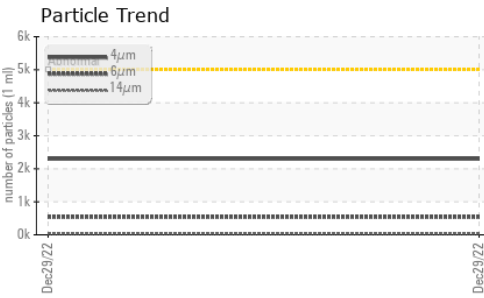 Particle Trend
number of particles (1 ml)
6k
5k
4k
3k
2k
1k
0k
Abnormal
4µm
6µm
14µm
Dec29/22
Dec29/22